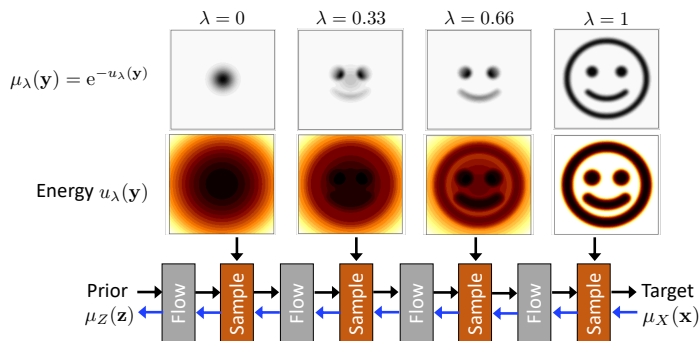 λ = 0 λ = 0.33 λ = 0.66 λ = 1
μ_λ(y) = e^{−u_λ(y)}
Energy u_λ(y)
Prior Flow Sample Flow Sample Flow Sample Flow Sample Target
μ_Z(z) μ_X(x)